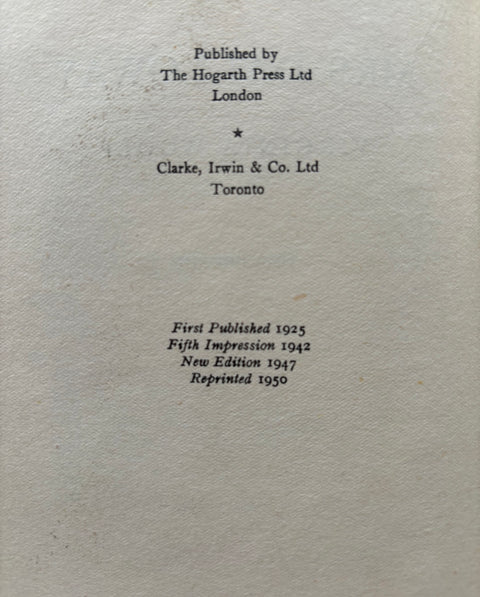 Published by
The Hogarth Press Ltd
London
★
Clarke, Irwin & Co. Ltd
Toronto
First Published 1925
Fifth Impression 1942
New Edition 1947
Reprinted 1950